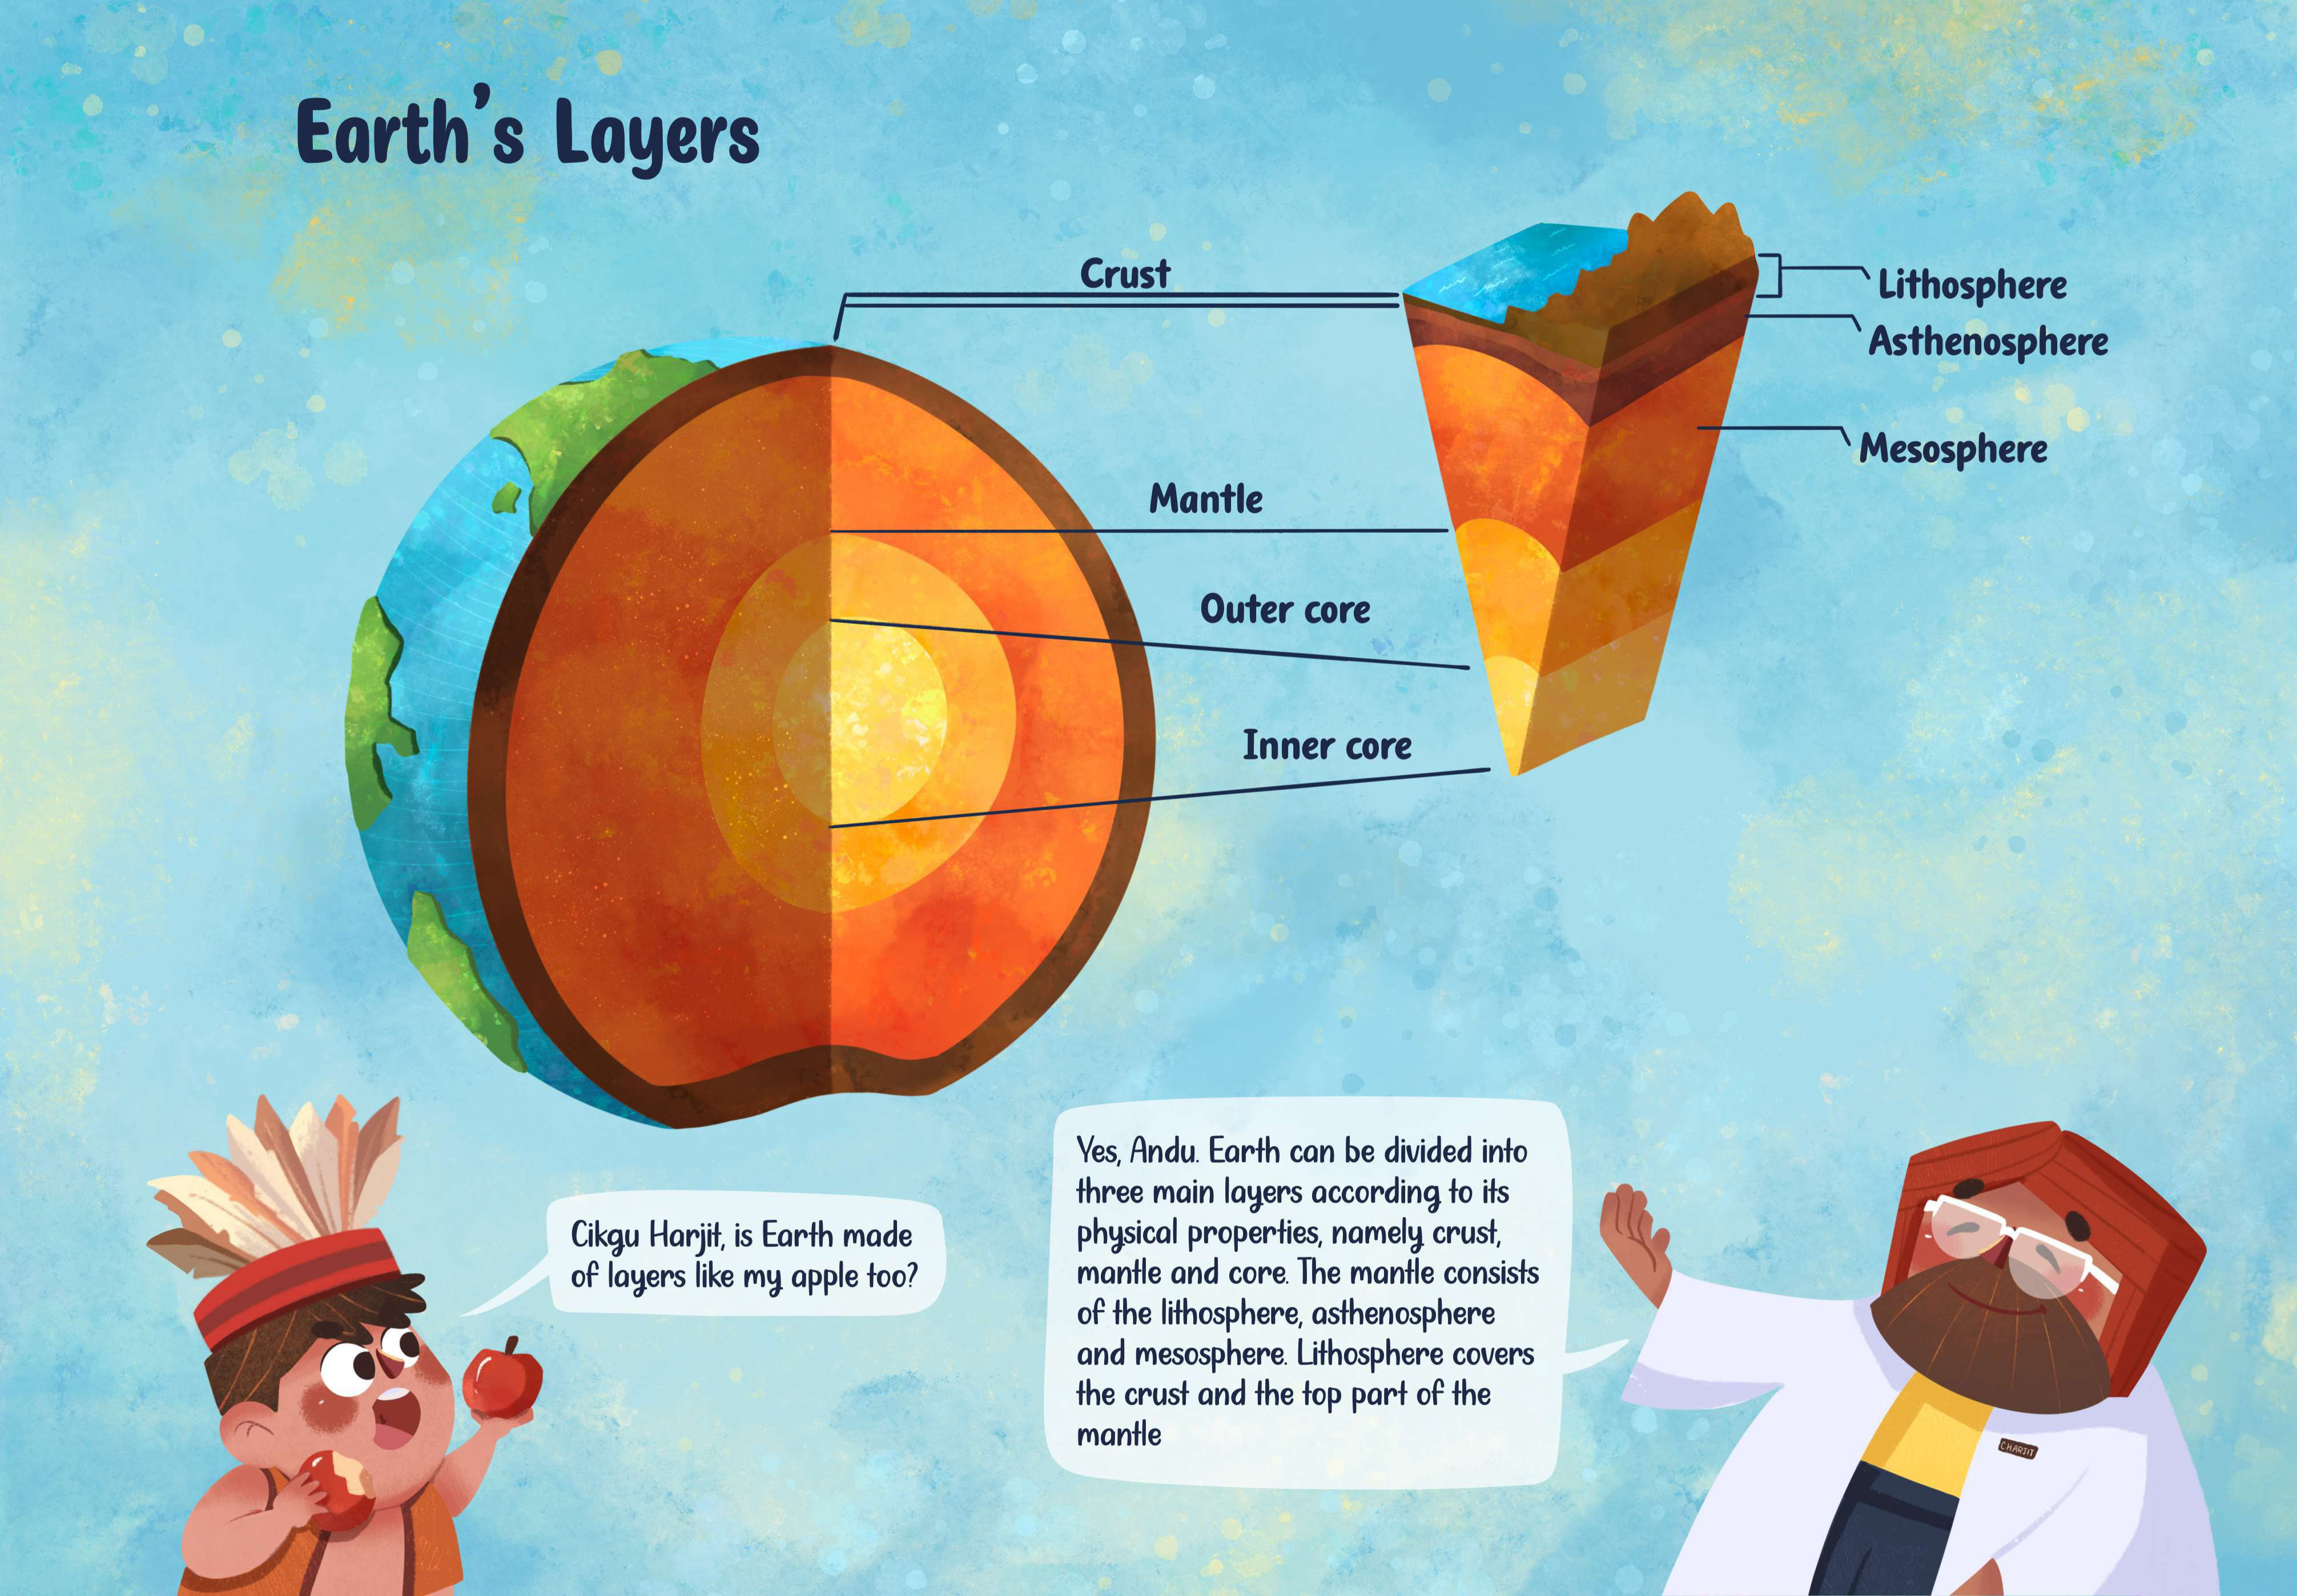 Earth's Layers
Crust
Lithosphere
Asthenosphere
Mesosphere
Mantle
Outer core
Inner core
Cikgu Harjit, is Earth made
of layers like my apple too?
Yes, Andu. Earth can be divided into
three main layers according to its
physical properties, namely crust,
mantle and core. The mantle consists
of the lithosphere, asthenosphere
and mesosphere. Lithosphere covers
the crust and the top part of the
mantle
CHARJIT